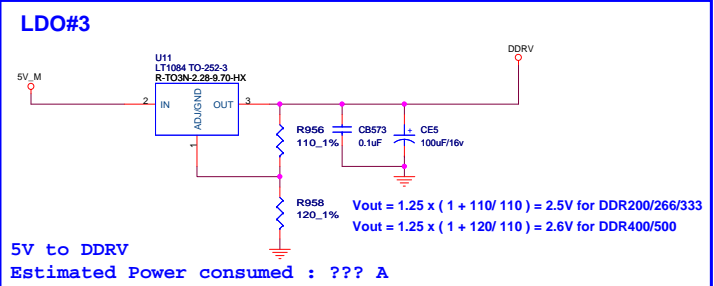 LDO#3
DDRV
U11
LT1084 TO-252-3
R-TO3N-2.28-9.70-HX
5V_M
2 IN ADJ/GND OUT 3
1
R956
110_1%
CB573
0.1uF
+ CE5
100uF/16v
R958
120_1%
Vout = 1.25 x ( 1 + 110/ 110 ) = 2.5V for DDR200/266/333
Vout = 1.25 x ( 1 + 120/ 110 ) = 2.6V for DDR400/500
5V to DDRV
Estimated Power consumed : ??? A